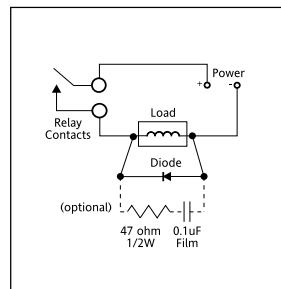 Power
+ -
Load
Relay
Contacts
Diode
(optional)
47 ohm
1/2W
0.1uF
Film